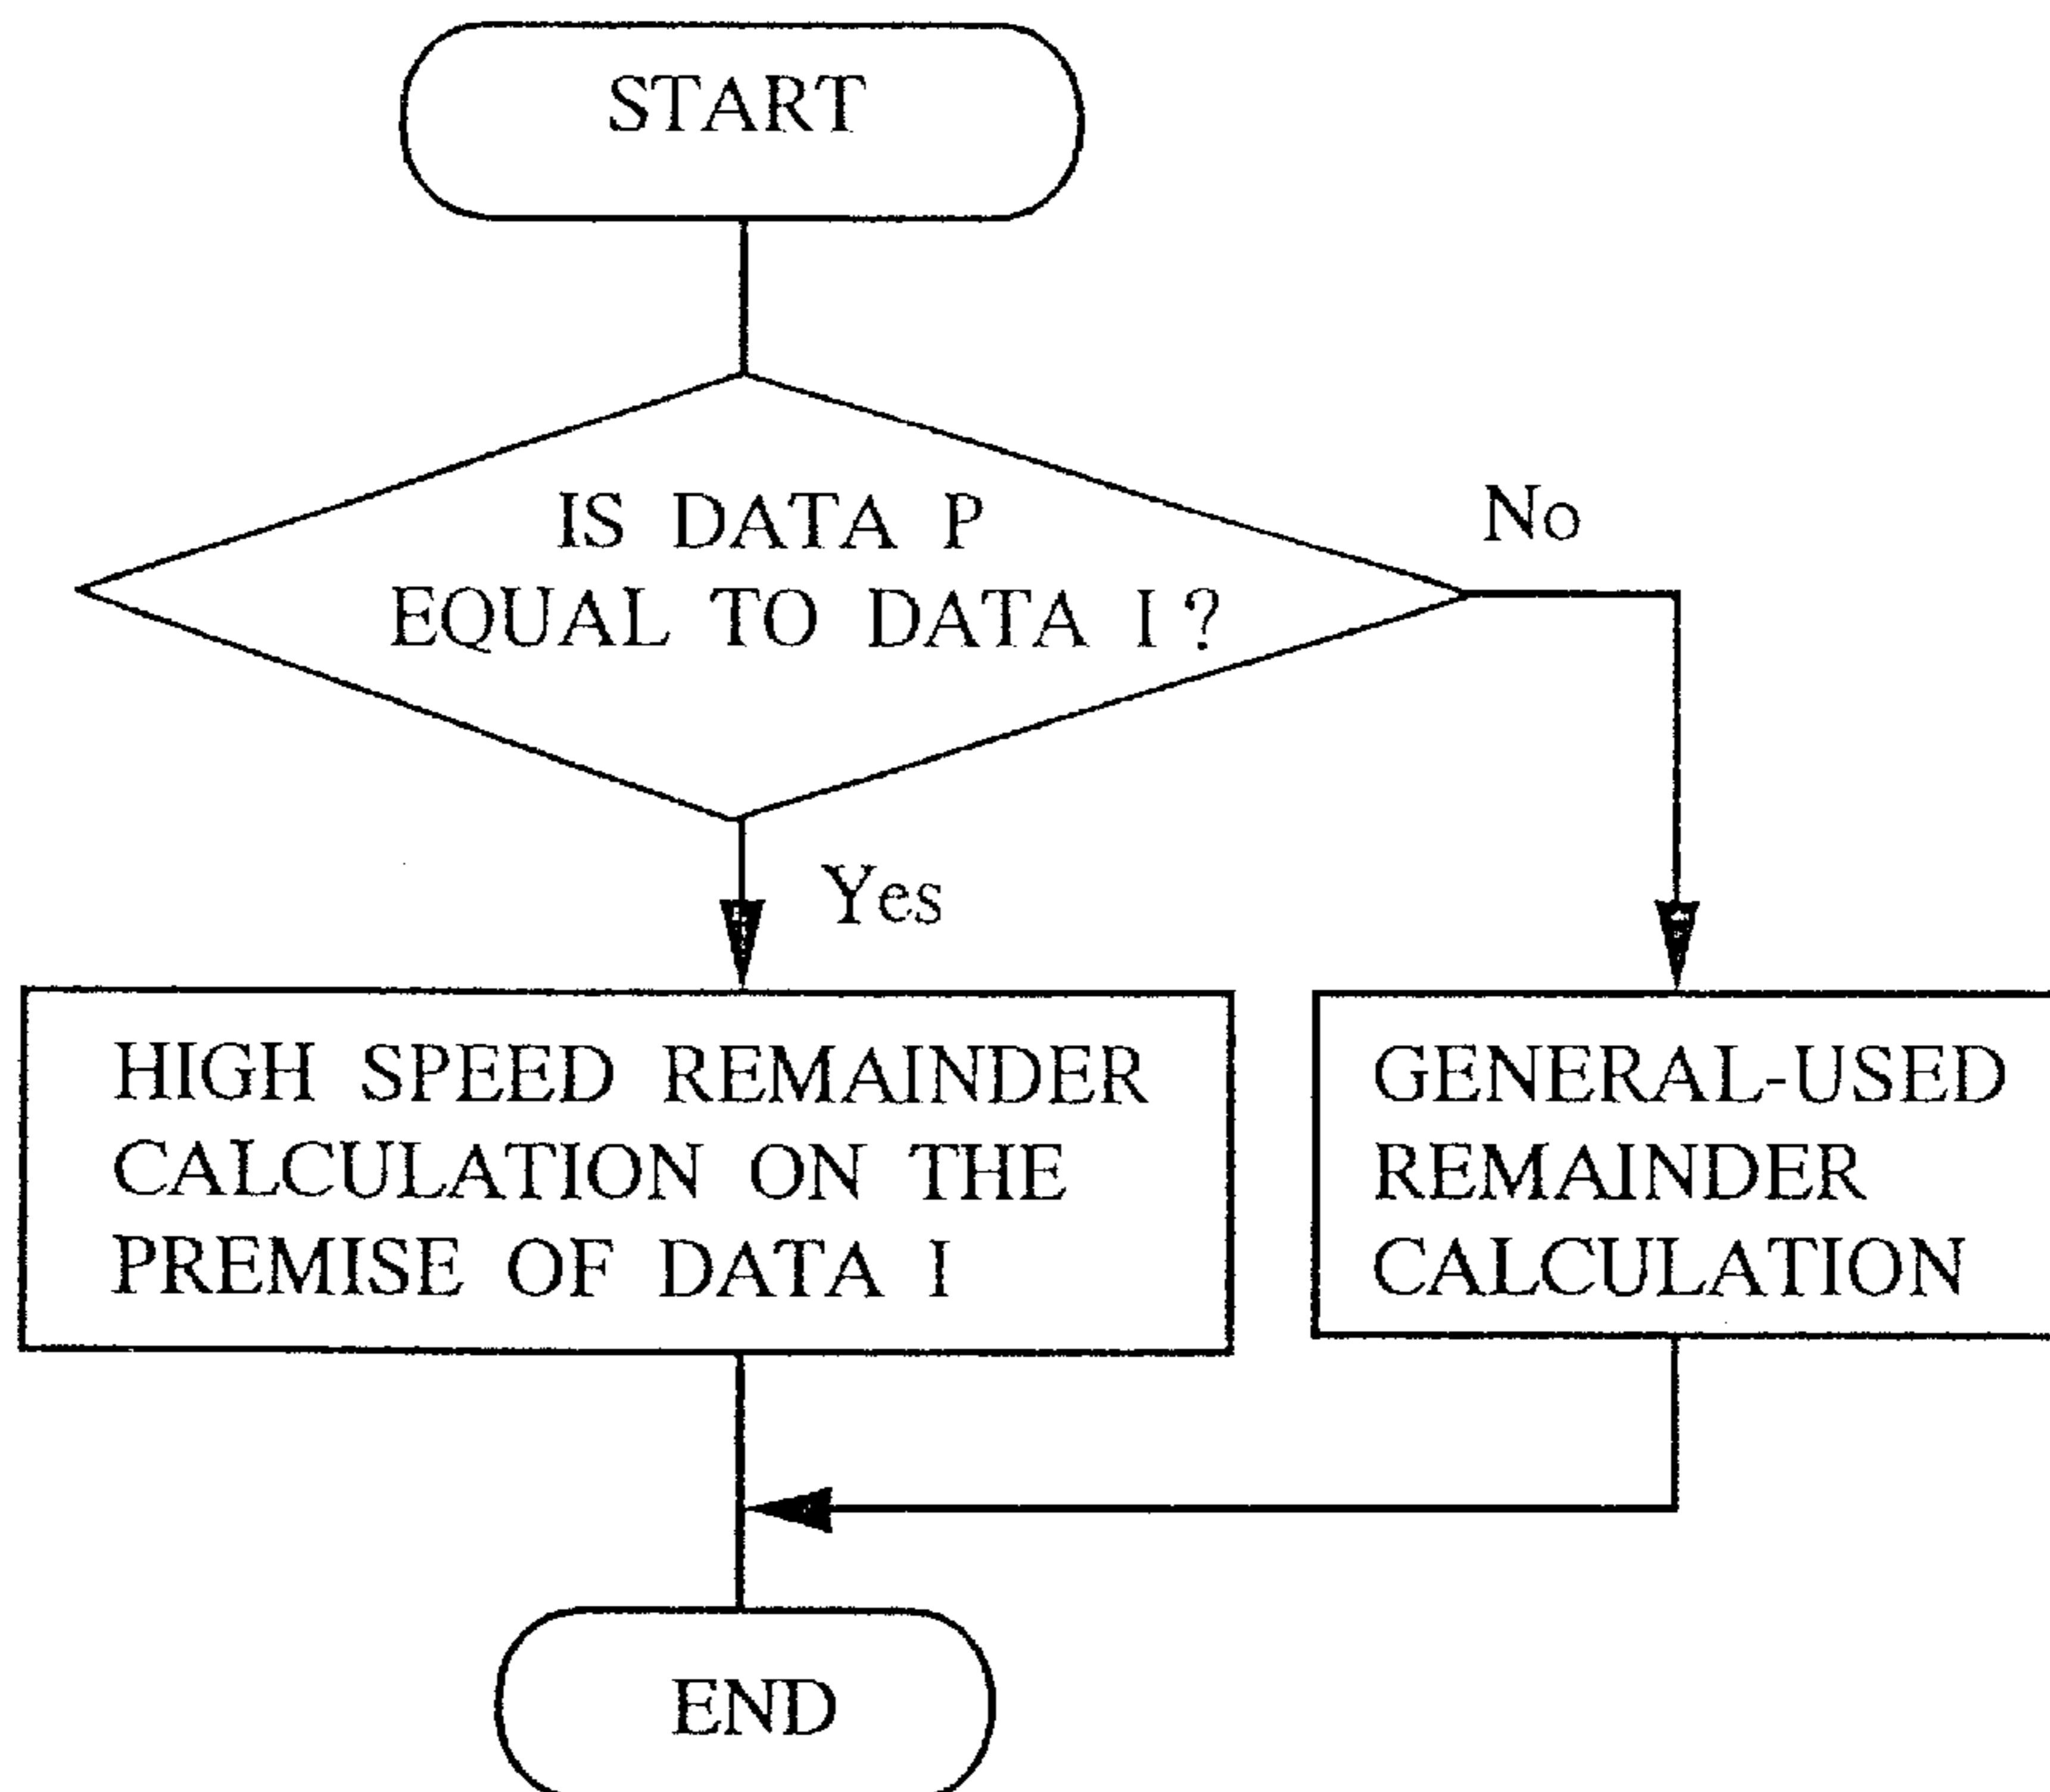 START
IS DATA P
EQUAL TO DATA I ?
No
Yes
HIGH SPEED REMAINDER
CALCULATION ON THE
PREMISE OF DATA I
GENERAL-USED
REMAINDER
CALCULATION
END